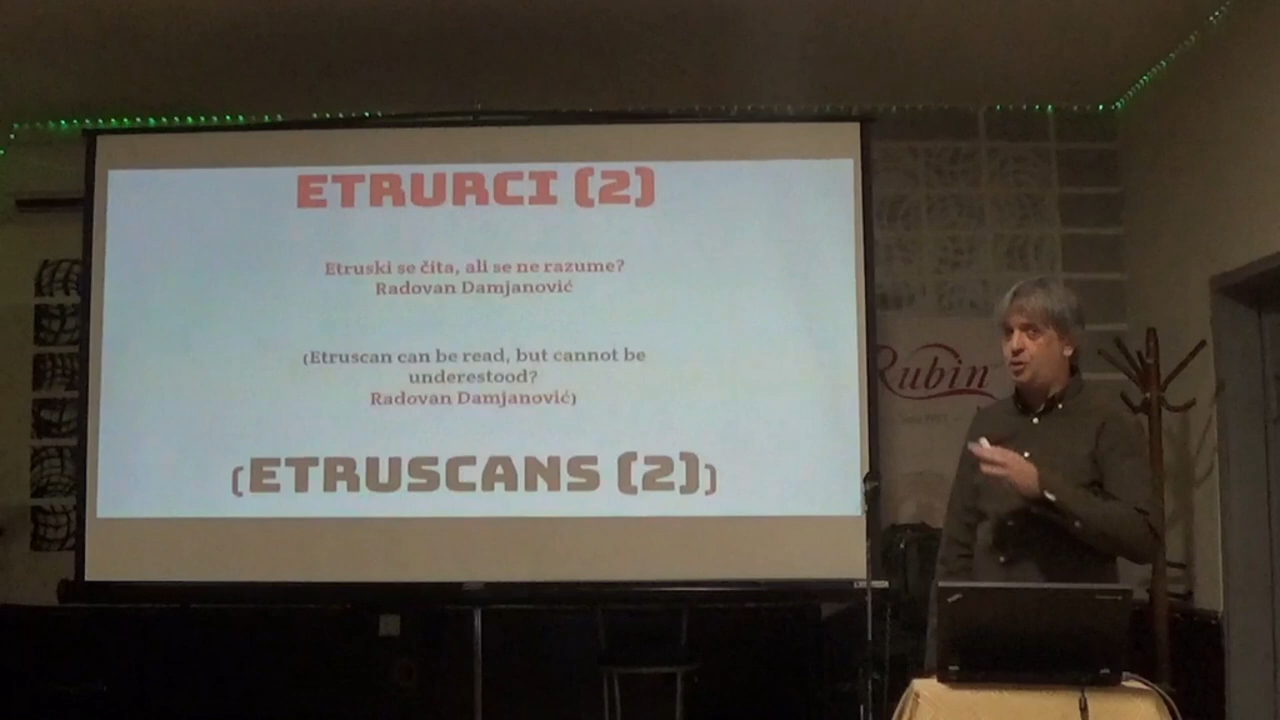 ETRURCI (2)
Etruski se čita, ali se ne razume?
Radovan Damjanović
(Etruscan can be read, but cannot be
underestood?
Radovan Damjanović)
(ETRUSCANS (2))
Rubin